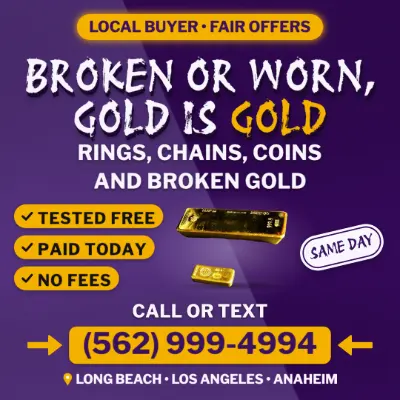 LOCAL BUYER • FAIR OFFERS
BROKEN OR WORN,
GOLD IS GOLD
RINGS, CHAINS, COINS
AND BROKEN GOLD
TESTED FREE
PAID TODAY
NO FEES
SAME DAY
CALL OR TEXT
(562) 999-4994
LONG BEACH • LOS ANGELES • ANAHEIM